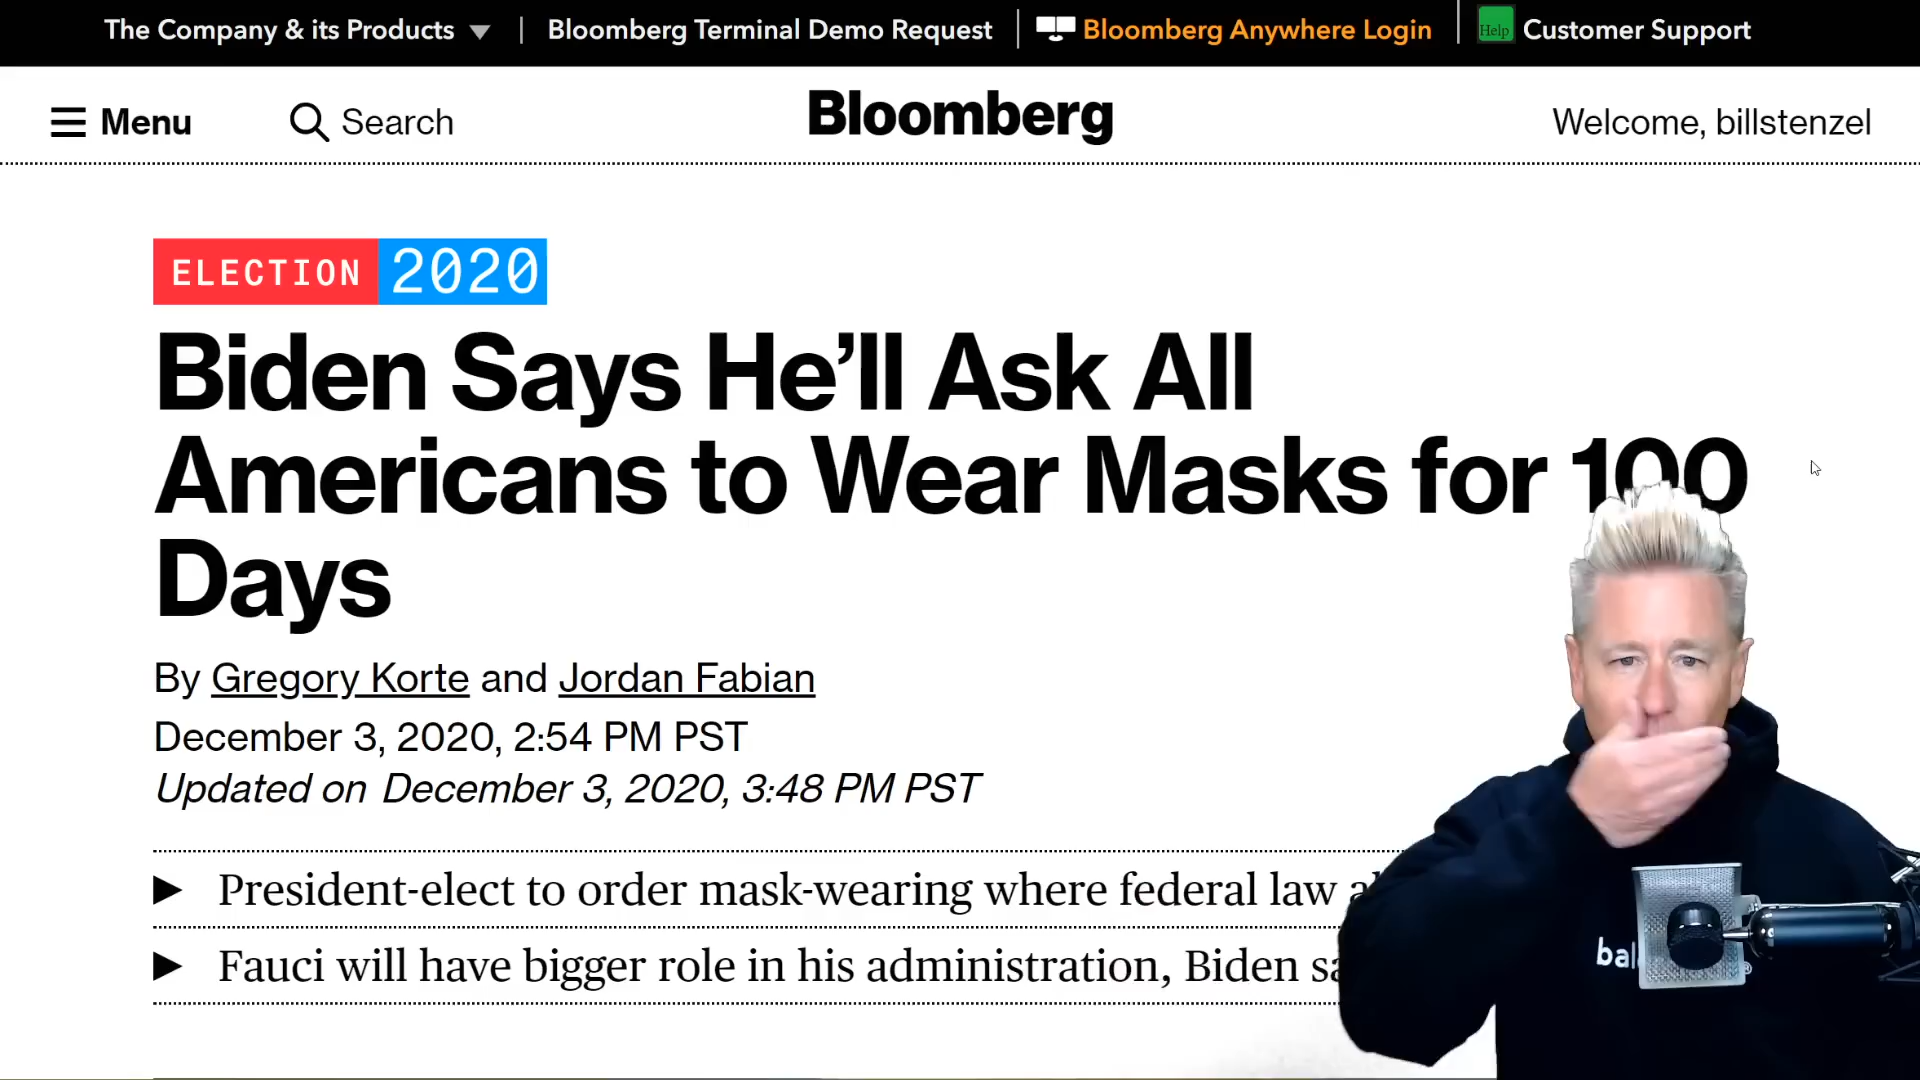 The Company & its Products
Bloomberg Terminal Demo Request
Bloomberg Anywhere Login
Help
Customer Support
Menu
Search
Bloomberg
Welcome, billstenzel
ELECTION 2020
Biden Says He’ll Ask All
Americans to Wear Masks for 100
Days
By Gregory Korte and Jordan Fabian
December 3, 2020, 2:54 PM PST
Updated on December 3, 2020, 3:48 PM PST
President-elect to order mask-wearing where federal law
Fauci will have bigger role in his administration, Biden